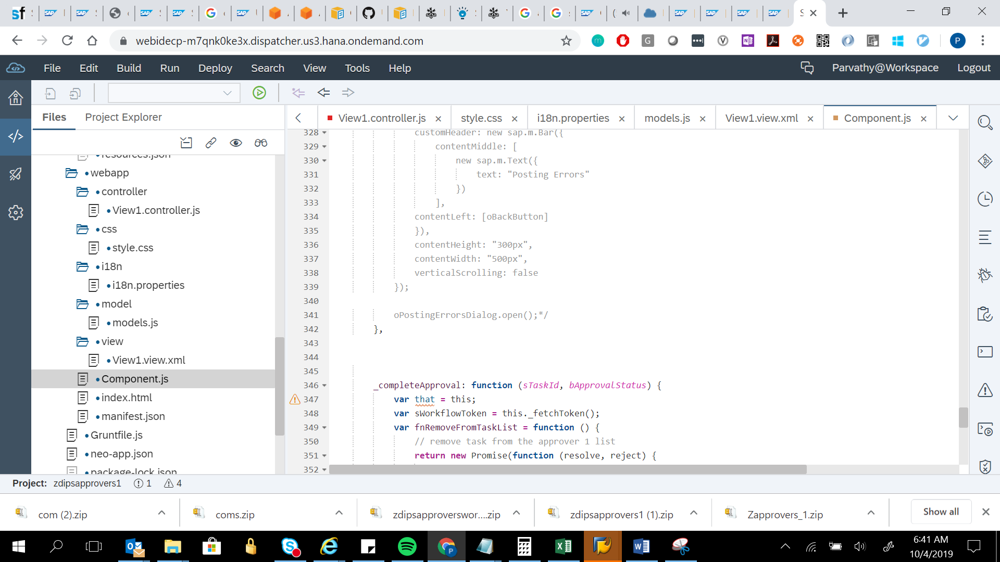 webidecp-m7qnk0ke3x.dispatcher.us3.hana.ondemand.com
File Edit Build Run Deploy Search View Tools Help
Parvathy@Workspace Logout
Files Project Explorer
View1.controller.js style.css i18n.properties models.js View1.view.xml Component.js
resources.json
webapp
controller
View1.controller.js
css
style.css
i18n
i18n.properties
model
models.js
view
View1.view.xml
Component.js
index.html
manifest.json
Gruntfile.js
neo-app.json
package-lock.json
328 customHeader: new sap.m.Bar({
329 contentMiddle: [
330 new sap.m.Text({
331 text: "Posting Errors"
332 })
333 ],
334 contentLeft: [oBackButton]
335 }),
336 contentHeight: "300px",
337 contentWidth: "500px",
338 verticalScrolling: false
339 });
340
341 oPostingErrorsDialog.open();*/
342 },
343
344
345
346 _completeApproval: function (sTaskId, bApprovalStatus) {
347 var that = this;
348 var sWorkflowToken = this._fetchToken();
349 var fnRemoveFromTaskList = function () {
350 // remove task from the approver 1 list
351 return new Promise(function (resolve, reject) {
352
Project: zdipsapprovers1 1 4
com (2).zip
coms.zip
zdipsapproverswor....zip
zdipsapprovers1 (1).zip
Zapprovers_1.zip
Show all
6:41 AM
10/4/2019